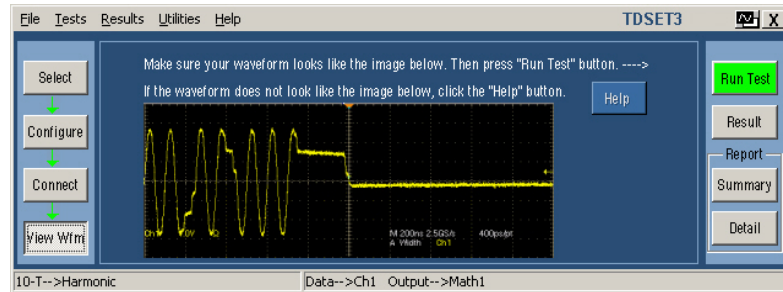 File Tests Results Utilities Help TDSET3 X
Make sure your waveform looks like the image below. Then press "Run Test" button. ---->
If the waveform does not look like the image below, click the "Help" button.
Help
Select
Configure
Connect
View Wfm
Run Test
Result
Report
Summary
Detail
Ch1 0V Ω
M 200ns 2.5GS/s 400ps/pt
A Width Ch1
10-T-->Harmonic
Data-->Ch1 Output-->Math1